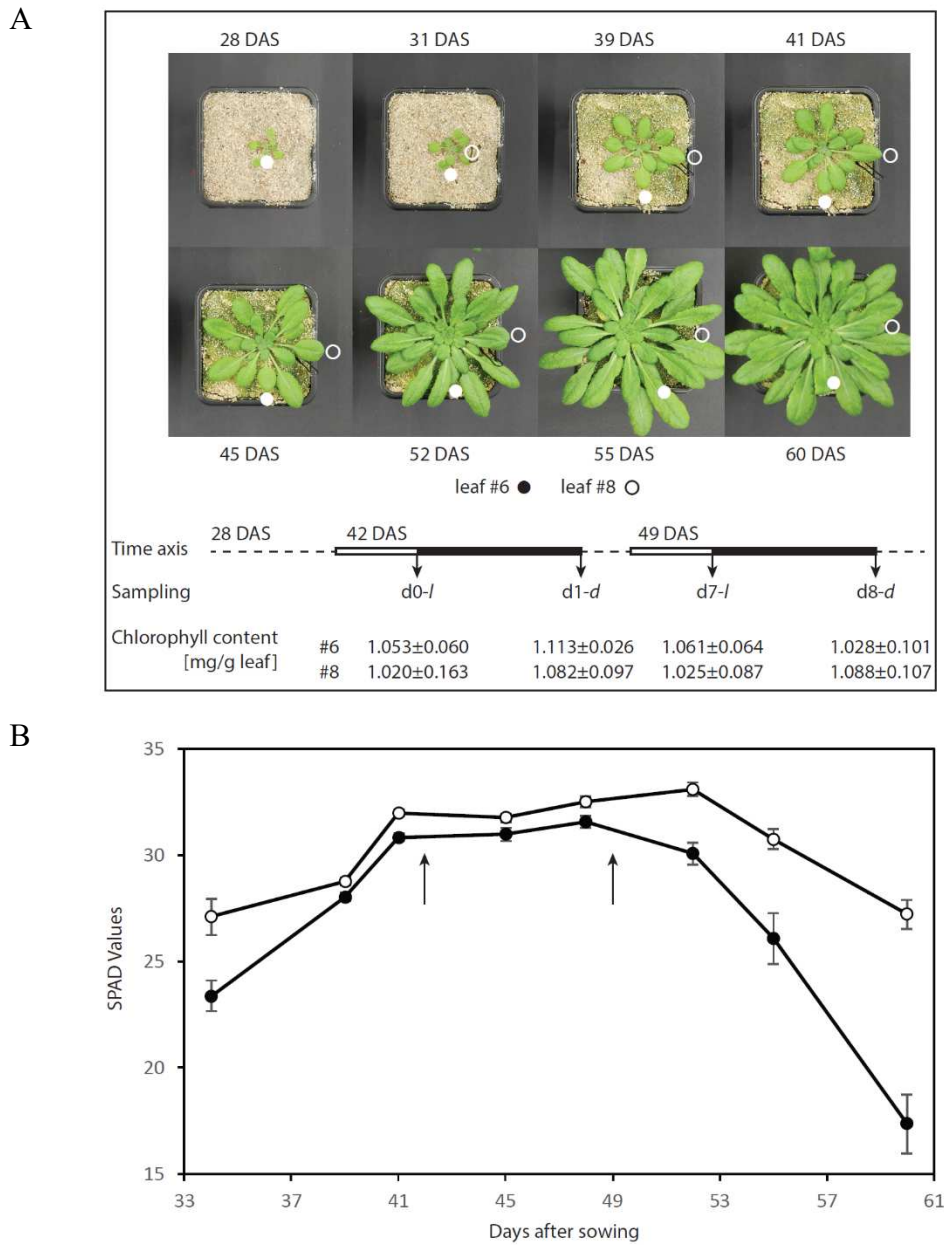 A
28 DAS 31 DAS 39 DAS 41 DAS
45 DAS 52 DAS 55 DAS 60 DAS
leaf #6 ● leaf #8 ○
28 DAS 42 DAS 49 DAS
Time axis
Sampling d0-l d1-d d7-l d8-d
Chlorophyll content
[mg/g leaf]
#6 1.053±0.060 1.113±0.026 1.061±0.064 1.028±0.101
#8 1.020±0.163 1.082±0.097 1.025±0.087 1.088±0.107
B
35
30
25
20
15
SPAD Values
33 37 41 45 49 53 57 61
Days after sowing